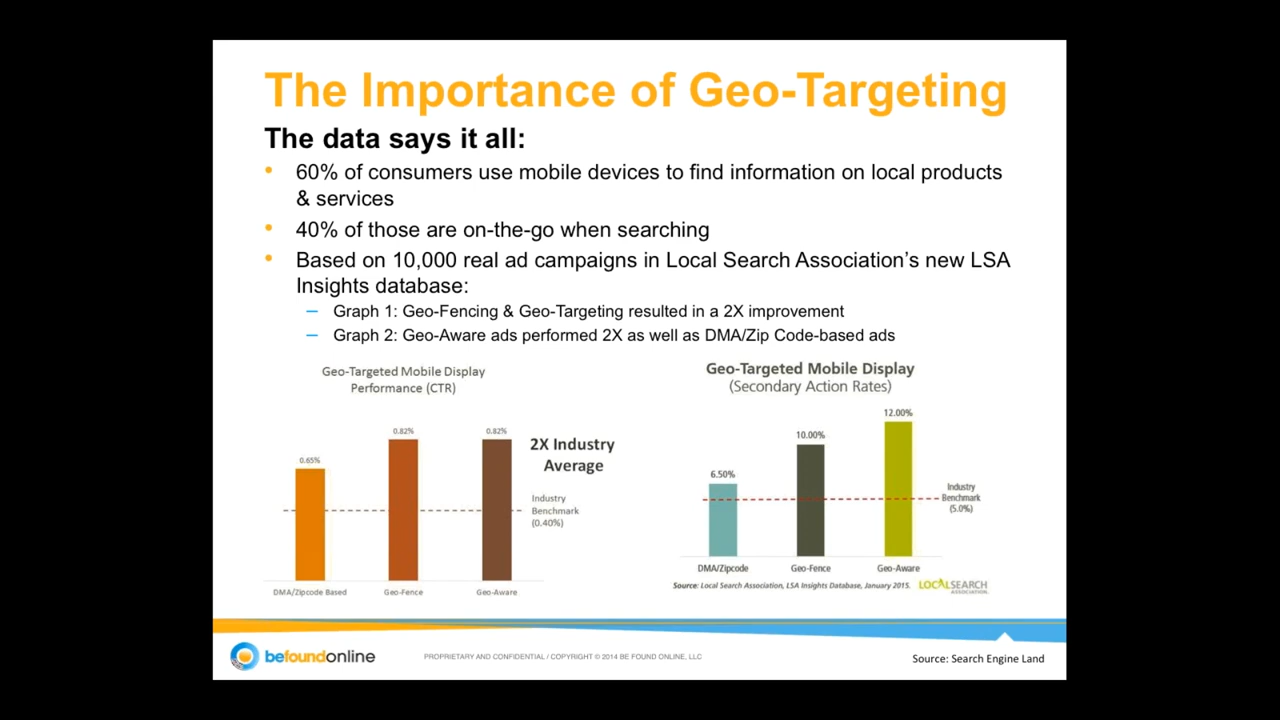 The Importance of Geo-Targeting
The data says it all:
• 60% of consumers use mobile devices to find information on local products
& services
• 40% of those are on-the-go when searching
• Based on 10,000 real ad campaigns in Local Search Association's new LSA
Insights database:
– Graph 1: Geo-Fencing & Geo-Targeting resulted in a 2X improvement
– Graph 2: Geo-Aware ads performed 2X as well as DMA/Zip Code-based ads
Geo-Targeted Mobile Display
Performance (CTR)
0.65%
0.82%
0.82%
2X Industry
Average
Industry
Benchmark
(0.40%)
DMA/Zipcode Based
Geo-Fence
Geo-Aware
Geo-Targeted Mobile Display
(Secondary Action Rates)
6.50%
10.00%
12.00%
Industry
Benchmark
(5.0%)
DMA/Zipcode
Geo-Fence
Geo-Aware
Source: Local Search Association, LSA Insights Database, January 2015.
LOCALSEARCH
ASSOCIATION
befoundonline
PROPRIETARY AND CONFIDENTIAL / COPYRIGHT © 2014 BE FOUND ONLINE, LLC
Source: Search Engine Land